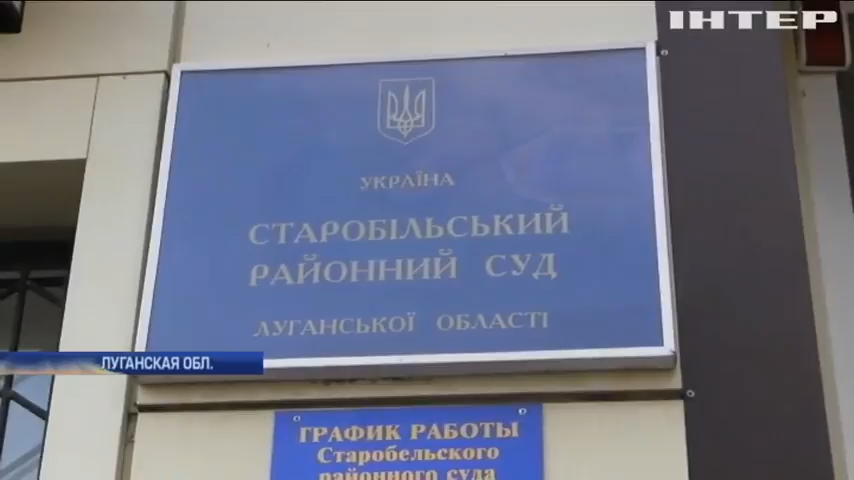 ІНТЕР
УКРАЇНА
СТАРОБІЛЬСЬКИЙ
РАЙОННИЙ СУД
ЛУГАНСЬКОЇ ОБЛАСТІ
ЛУГАНСКАЯ ОБЛ.
ГРАФИК РАБОТЫ
Старобельского
районного суда